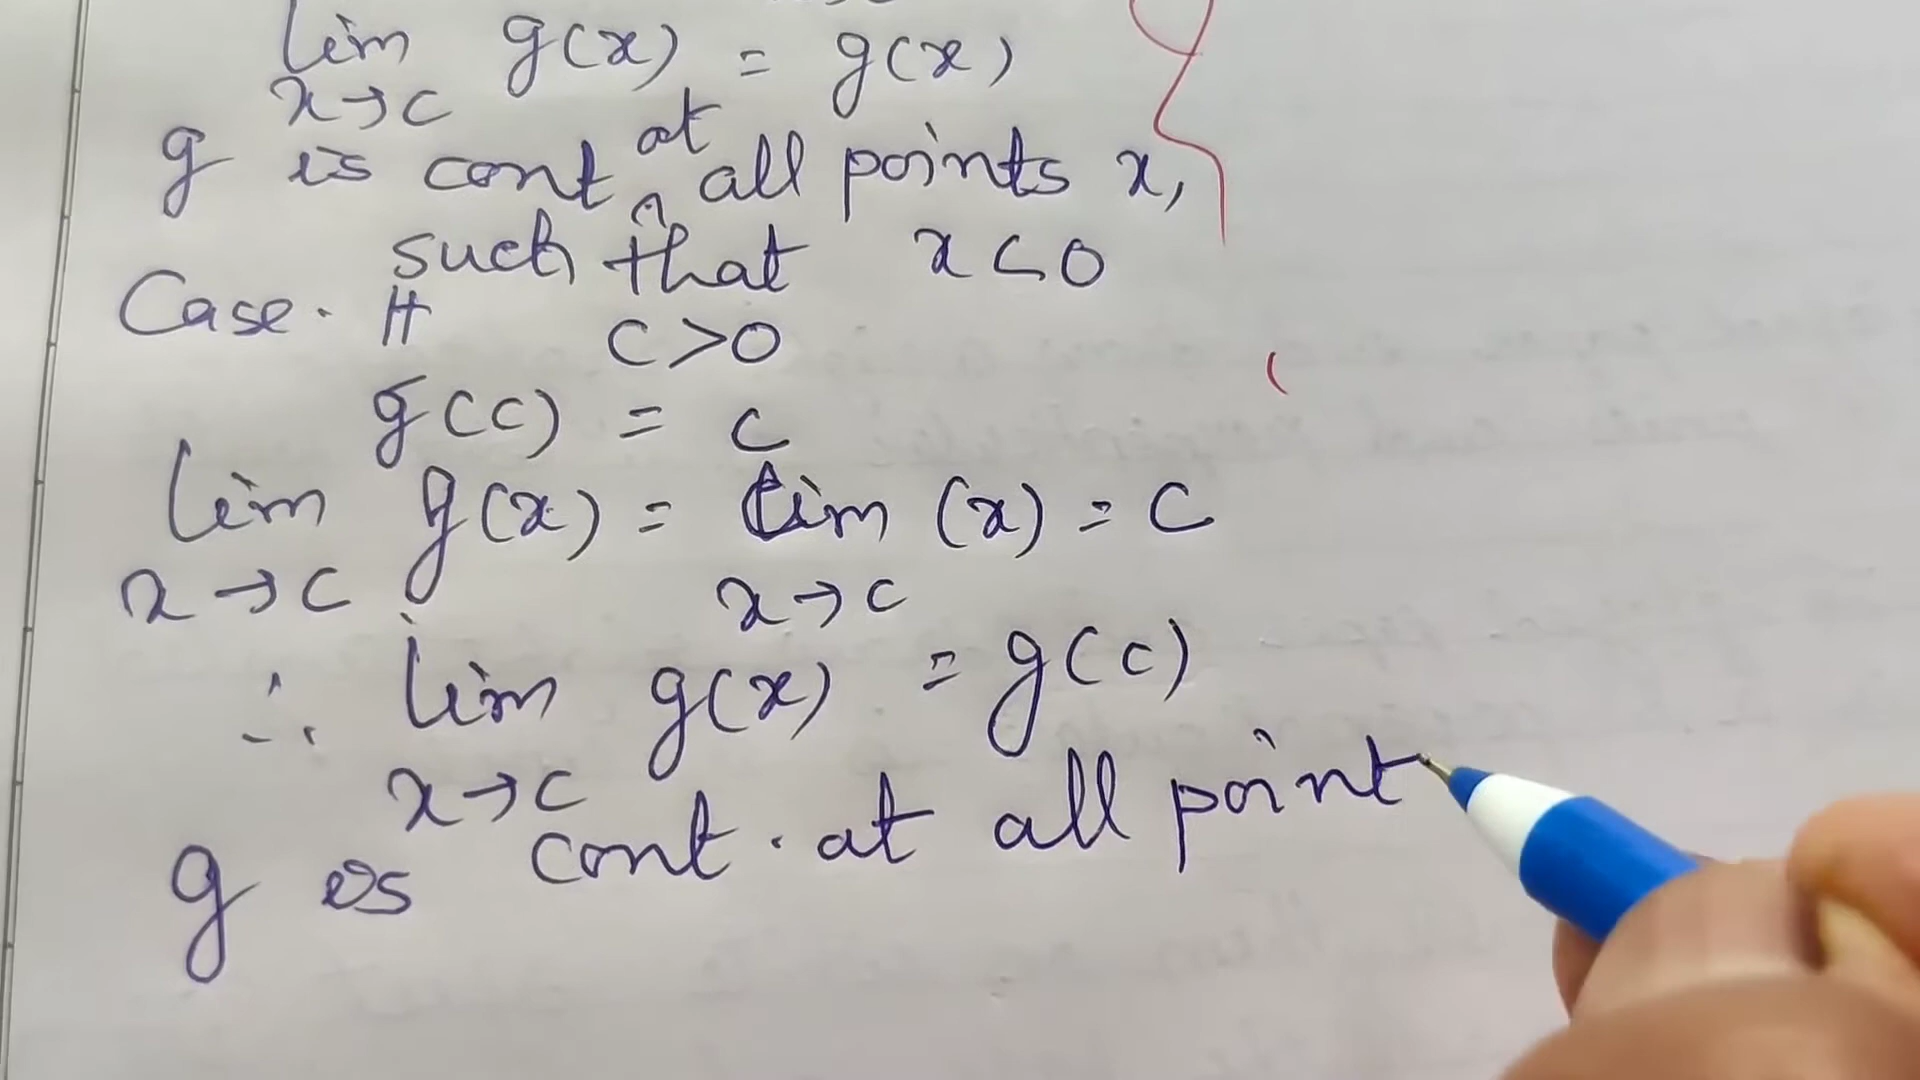 lim g(x) = g(x)
x→c
g is cont at all points x,
such that x<0
Case. II c>0
g(c) = c
lim g(x) = lim (x) = c
x→c x→c
∴ lim g(x) = g(c)
x→c
g is cont. at all point